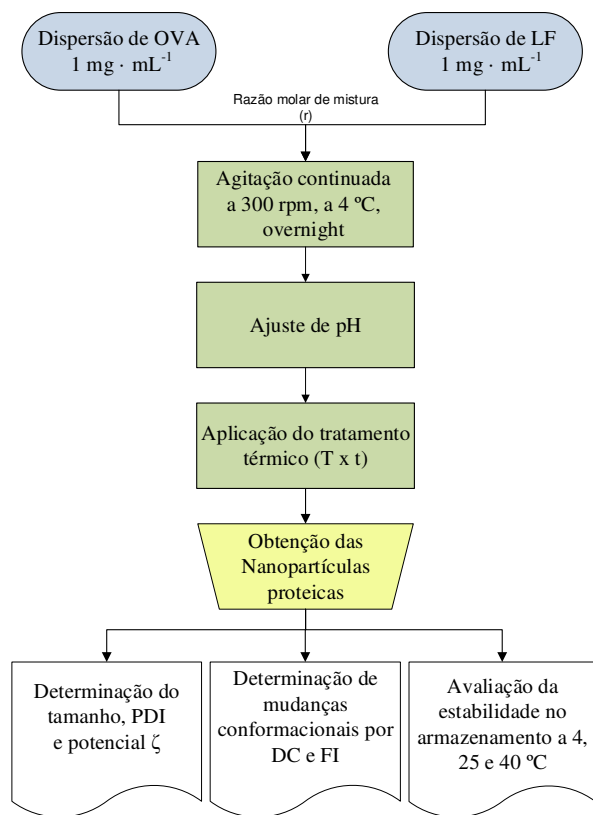 Dispersão de OVA
1 mg · mL⁻¹
Dispersão de LF
1 mg · mL⁻¹
Razão molar de mistura
(r)
Agitação continuada
a 300 rpm, a 4 ºC,
overnight
Ajuste de pH
Aplicação do tratamento
térmico (T x t)
Obtenção das
Nanopartículas
proteicas
Determinação do
tamanho, PDI
e potencial ζ
Determinação de
mudanças
conformacionais por
DC e FI
Avaliação da
estabilidade no
armazenamento a 4,
25 e 40 ºC